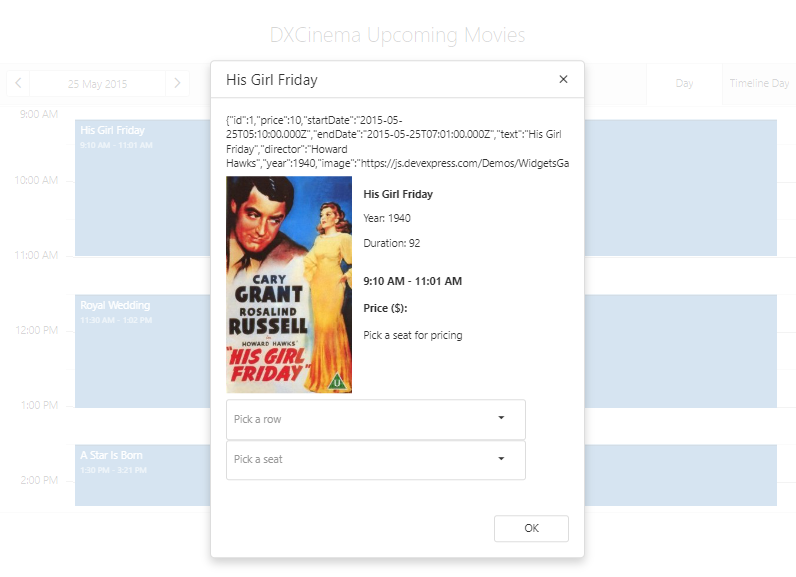 DXCinema Upcoming Movies
25 May 2015
Day
Timeline Day
9:00 AM
10:00 AM
11:00 AM
12:00 PM
1:00 PM
2:00 PM
His Girl Friday
9:10 AM - 11:01 AM
Royal Wedding
11:30 AM - 1:02 PM
A Star Is Born
1:30 PM - 3:21 PM
His Girl Friday
{"id":1,"price":10,"startDate":"2015-05-
25T05:10:00.000Z","endDate":"2015-05-25T07:01:00.000Z","text":"His Girl
Friday","director":"Howard
Hawks","year":1940,"image":"https://js.devexpress.com/Demos/WidgetsGa
CARY
GRANT
ROSALIND
RUSSELL
in
HOWARD HAWKS'
"HIS GIRL
FRIDAY"
U
His Girl Friday
Year: 1940
Duration: 92
9:10 AM - 11:01 AM
Price ($):
Pick a seat for pricing
Pick a row
Pick a seat
OK